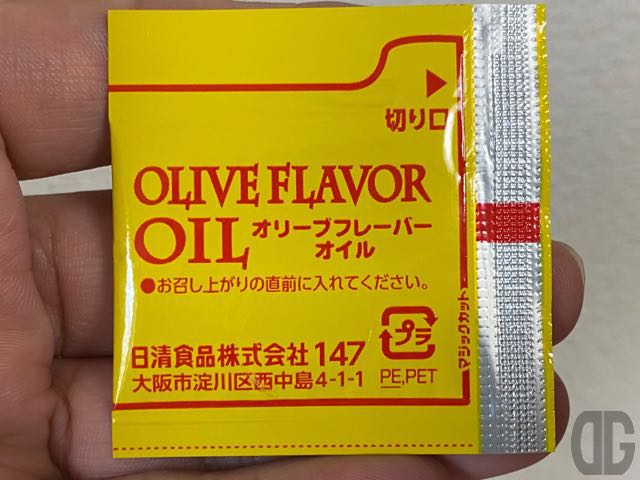 切り口
OLIVE FLAVOR
OIL オリーブフレーバー
オイル
●お召し上がりの直前に入れてください。
マジックカット
プラ
日清食品株式会社 147
大阪市淀川区西中島4-1-1
PE,PET
DG